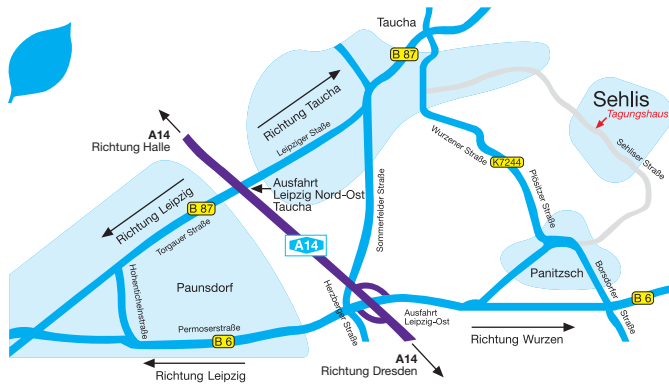 Taucha
B 87
Sehlis
Tagungshaus
Richtung Taucha
A14
Richtung Halle
Leipziger Staße
Wurzener Straße
K7244
Sehliser Straße
Plösitzer Straße
Ausfahrt
Leipzig Nord-Ost
Taucha
Richtung Leipzig
B 87
Torgauer Straße
Sommerfelder Straße
A14
Hohentichelnstraße
Paunsdorf
Panitzsch
Borsdorfer
Straße
B 6
Herzberger Straße
Ausfahrt
Leipzig-Ost
Permoserstraße
B 6
Richtung Wurzen
A14
Richtung Dresden
Richtung Leipzig